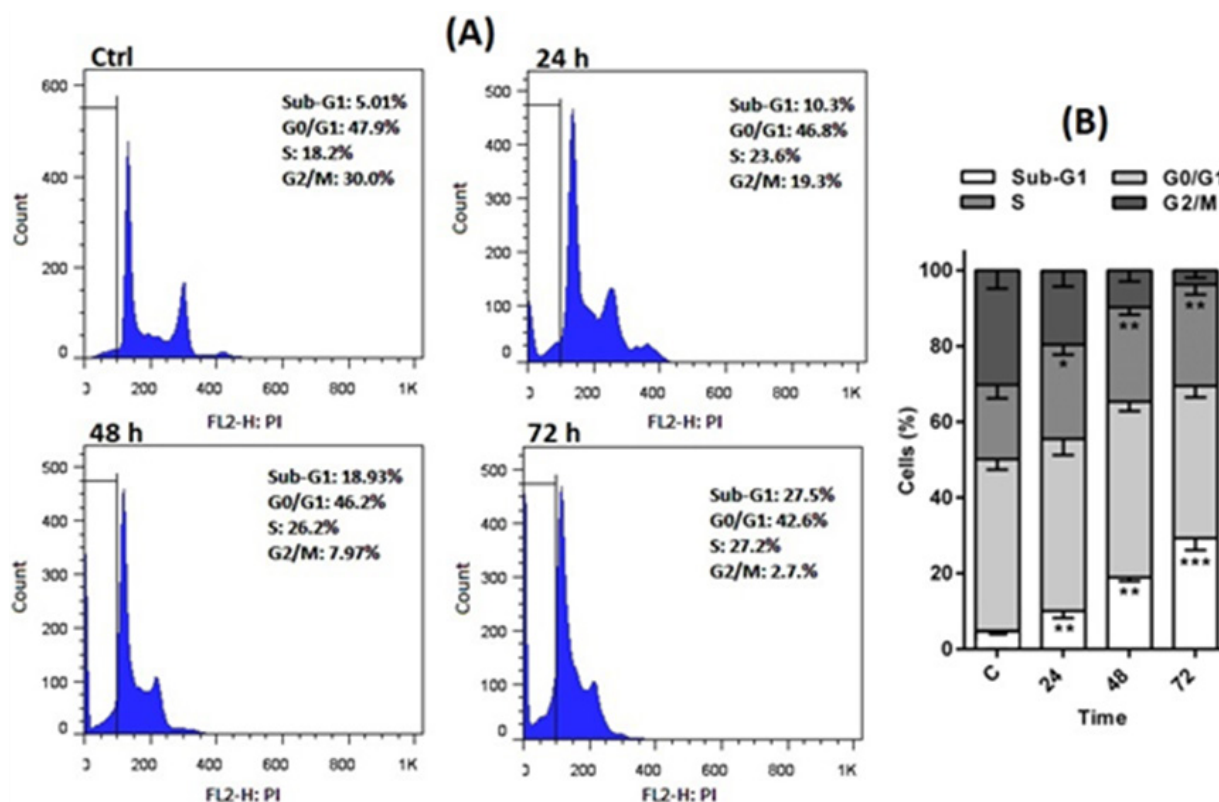 (A)
Ctrl
Sub-G1: 5.01%
G0/G1: 47.9%
S: 18.2%
G2/M: 30.0%
600
400
200
0
Count
0 200 400 600 800 1K
FL2-H: PI
24 h
Sub-G1: 10.3%
G0/G1: 46.8%
S: 23.6%
G2/M: 19.3%
500
400
300
200
100
0
Count
0 200 400 600 800 1K
FL2-H: PI
48 h
Sub-G1: 18.93%
G0/G1: 46.2%
S: 26.2%
G2/M: 7.97%
500
400
300
200
100
0
Count
0 200 400 600 800 1K
FL2-H: PI
72 h
Sub-G1: 27.5%
G0/G1: 42.6%
S: 27.2%
G2/M: 2.7.%
500
400
300
200
100
0
Count
0 200 400 600 800 1K
FL2-H: PI
(B)
Sub-G1 G0/G1
S G2/M
100
80
60
40
20
0
Cells (%)
** ** * ** ** ***
C 24 48 72
Time